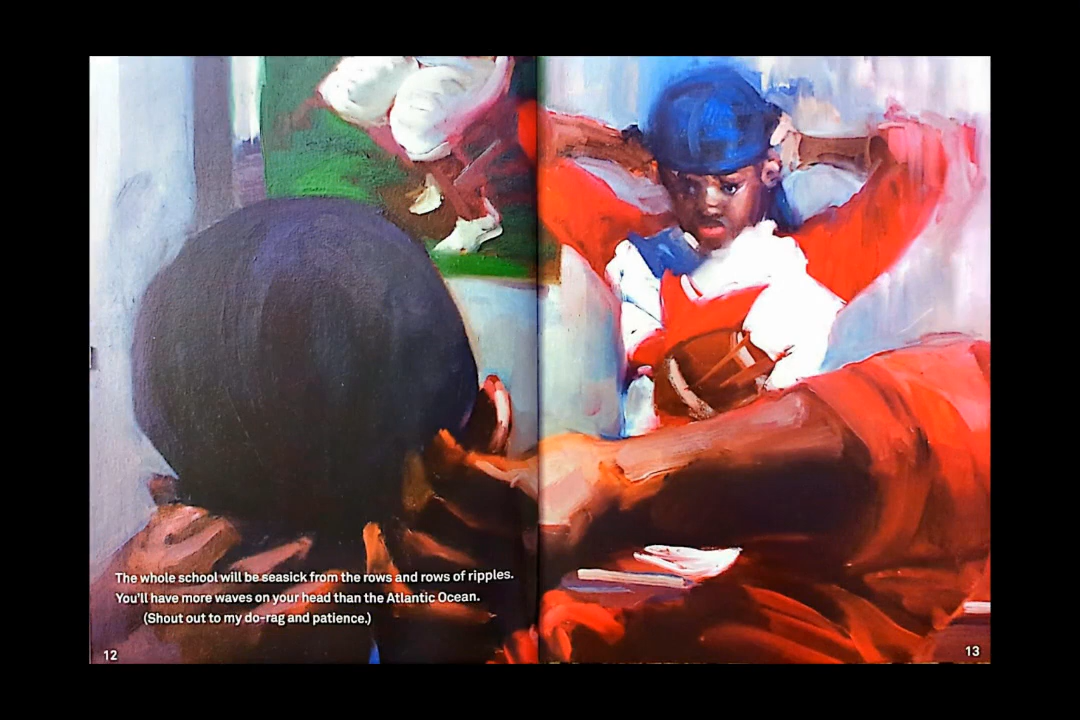 The whole school will be seasick from the rows and rows of ripples.
You'll have more waves on your head than the Atlantic Ocean.
(Shout out to my do-rag and patience.)
12
13